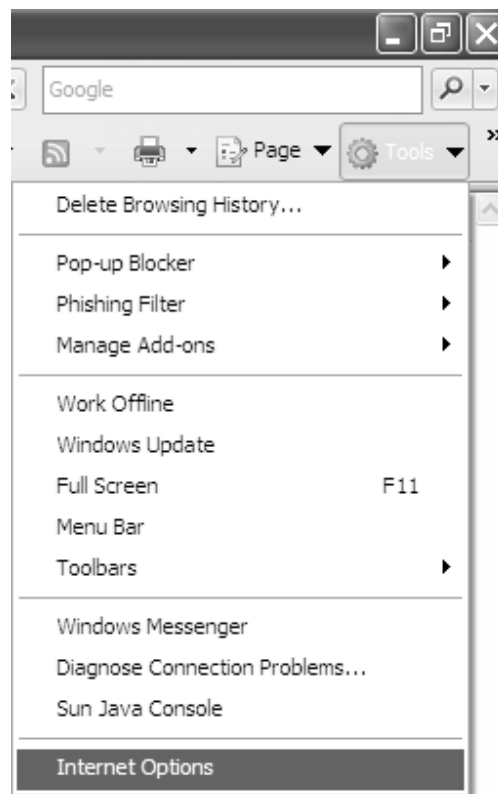 Google
Page Tools
Delete Browsing History...
Pop-up Blocker
Phishing Filter
Manage Add-ons
Work Offline
Windows Update
Full Screen F11
Menu Bar
Toolbars
Windows Messenger
Diagnose Connection Problems...
Sun Java Console
Internet Options